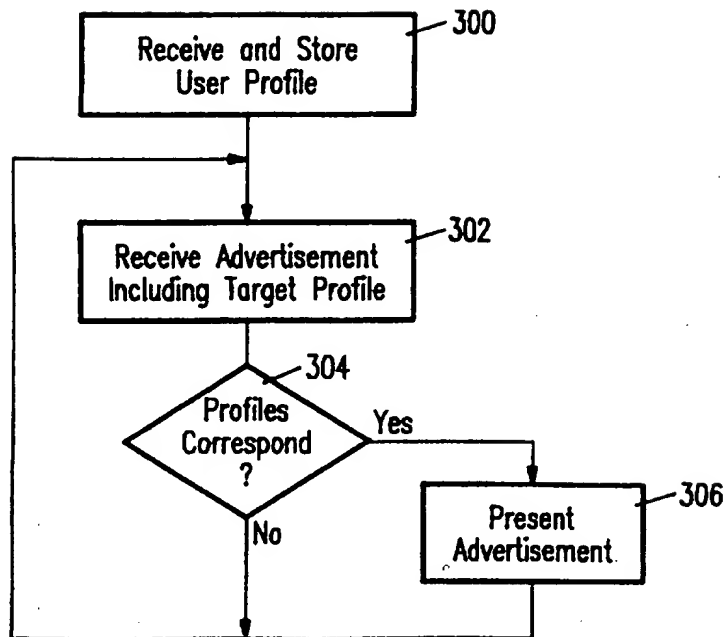 300
Receive and Store
User Profile
302
Receive Advertisement
Including Target Profile
304
Profiles
Correspond
?
Yes
No
306
Present
Advertisement